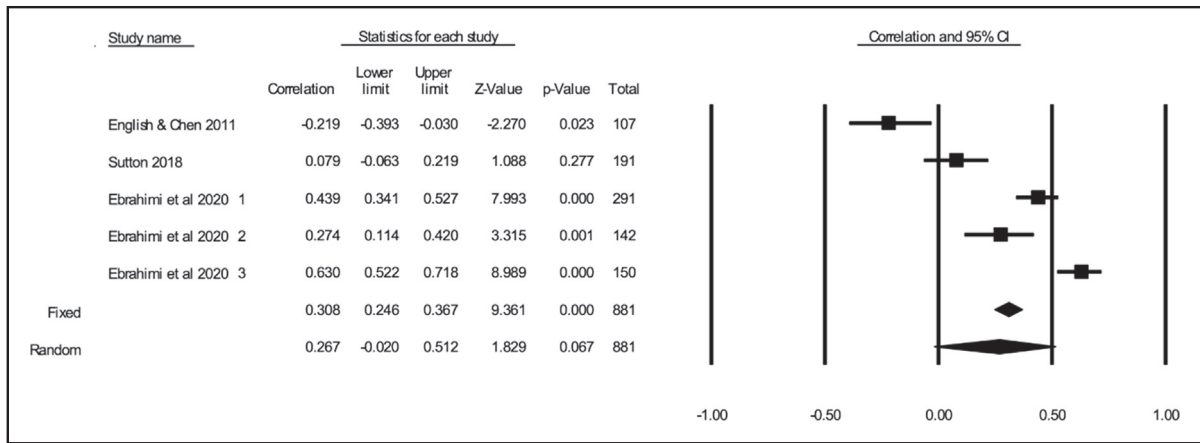 Study name Statistics for each study Correlation and 95% CI
Lower Upper
Correlation limit limit Z-Value p-Value Total
English & Chen 2011 -0.219 -0.393 -0.030 -2.270 0.023 107
Sutton 2018 0.079 -0.063 0.219 1.088 0.277 191
Ebrahimi et al 2020 1 0.439 0.341 0.527 7.993 0.000 291
Ebrahimi et al 2020 2 0.274 0.114 0.420 3.315 0.001 142
Ebrahimi et al 2020 3 0.630 0.522 0.718 8.989 0.000 150
Fixed 0.308 0.246 0.367 9.361 0.000 881
Random 0.267 -0.020 0.512 1.829 0.067 881
-1.00 -0.50 0.00 0.50 1.00